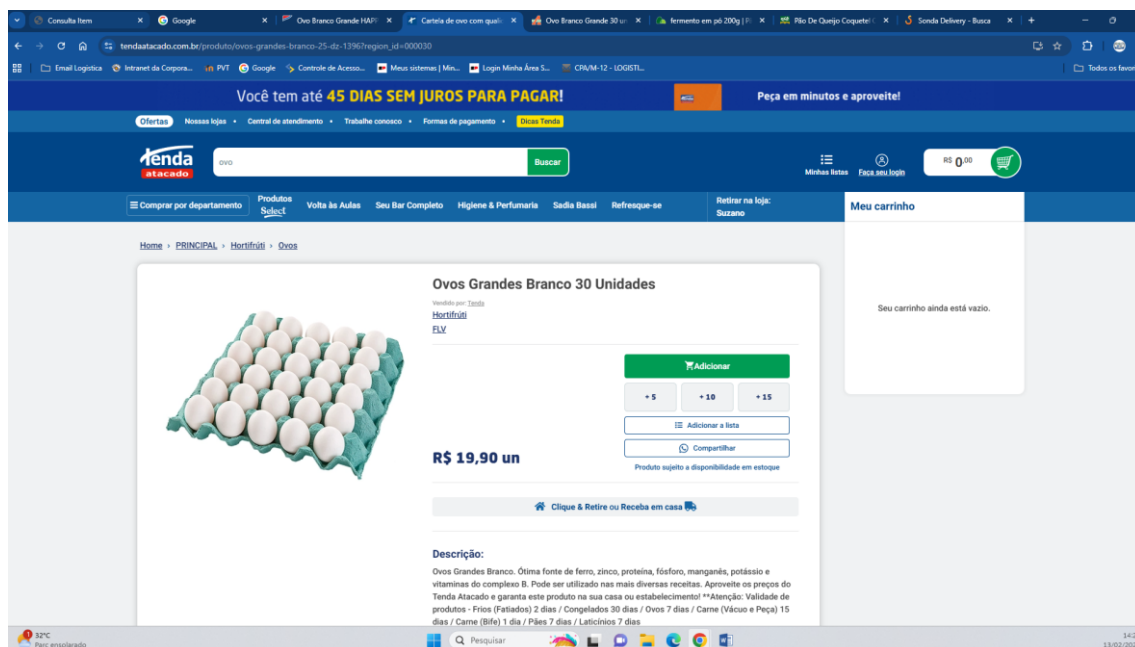 Consulta Item
Google
Ovo Branco Grande HAP
Cartela de ovo com quali
Ovo Branco Grande 30 un
fermento em pó 200g | P
Pão De Queijo Coquetel C
Sonda Delivery - Busca
tendaatacado.com.br/produto/ovos-grandes-branco-25-dz-1396?region_id=000030
Email Logistica
Intranet da Corpora...
PVT
Google
Controle de Acesso...
Meus sistemas | Min...
Login Minha Área S...
CPA/M-12 - LOGISTI...
Todos os favor
Você tem até 45 DIAS SEM JUROS PARA PAGAR!
Peça em minutos e aproveite!
Ofertas
Nossas lojas
Central de atendimento
Trabalhe conosco
Formas de pagamento
Dicas Tenda
Tenda
atacado
ovo
Buscar
Minhas listas
Faça seu login
R$ 0,00
Comprar por departamento
Produtos
Select
Volta às Aulas
Seu Bar Completo
Higiene & Perfumaria
Sadia Bassi
Refresque-se
Retirar na loja:
Suzano
Meu carrinho
Home › PRINCIPAL › Hortifrúti › Ovos
Ovos Grandes Branco 30 Unidades
Vendido por: Tenda
Hortifrúti
FLV
Seu carrinho ainda está vazio.
Adicionar
+ 5
+ 10
+ 15
Adicionar a lista
Compartilhar
R$ 19,90 un
Produto sujeito a disponibilidade em estoque
Clique & Retire ou Receba em casa
Descrição:
Ovos Grandes Branco. Ótima fonte de ferro, zinco, proteína, fósforo, manganês, potássio e
vitaminas do complexo B. Pode ser utilizado nas mais diversas receitas. Aproveite os preços do
Tenda Atacado e garanta este produto na sua casa ou estabelecimento! **Atenção: Validade de
produtos - Frios (Fatiados) 2 dias / Congelados 30 dias / Ovos 7 dias / Carne (Vácuo e Peça) 15
dias / Carne (Bife) 1 dia / Pães 7 dias / Laticínios 7 dias
1
32°C
Parc ensolarado
Pesquisar
14:2
13/02/202